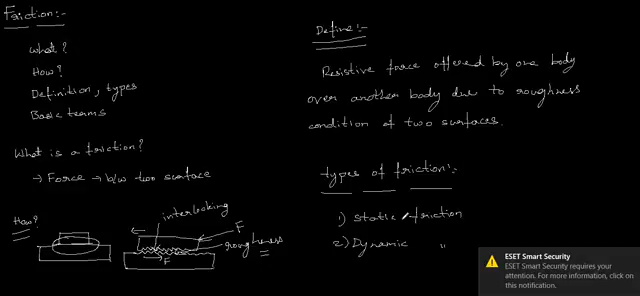 Friction:-
What?
How?
Definition, types
Basic terms
What is a friction?
→ Force → b/w two surface
How?
interlocking
F
roughness
F
Define:-
Resistive force offered by one body
over another body due to roughness
condition of two surfaces.
types of friction:-
1) Static friction
2) Dynamic "
ESET Smart Security
ESET Smart Security requires your
attention. For more information, click on
this notification.